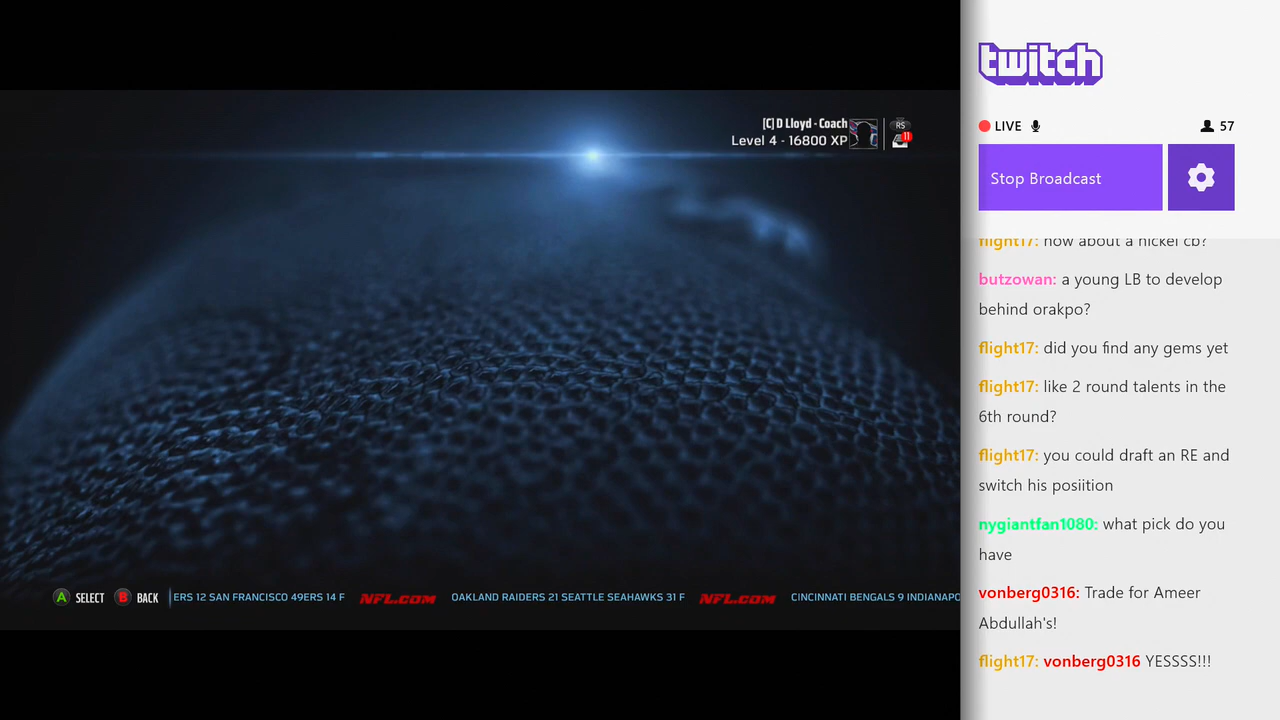 [C] D Lloyd - Coach
Level 4 - 16800 XP
RS
11
A SELECT B BACK
ERS 12 SAN FRANCISCO 49ERS 14 F NFL.COM OAKLAND RAIDERS 21 SEATTLE SEAHAWKS 31 F NFL.COM CINCINNATI BENGALS 9 INDIANAPO
twitch
LIVE 57
Stop Broadcast
flight17: how about a nickel cb?
butzowan: a young LB to develop
behind orakpo?
flight17: did you find any gems yet
flight17: like 2 round talents in the
6th round?
flight17: you could draft an RE and
switch his posiition
nygiantfan1080: what pick do you
have
vonberg0316: Trade for Ameer
Abdullah's!
flight17: vonberg0316 YESSSS!!!